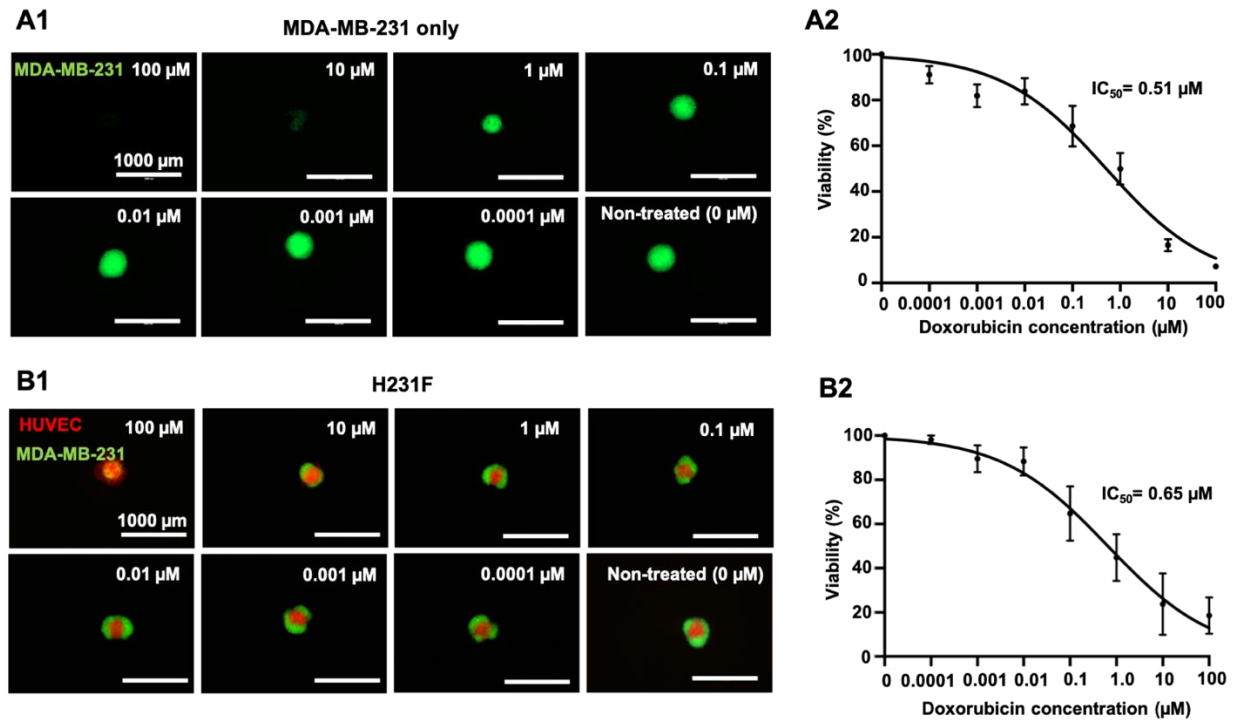 A1
MDA-MB-231 only
MDA-MB-231 100 µM
10 µM
1 µM
0.1 µM
1000 µm
0.01 µM
0.001 µM
0.0001 µM
Non-treated (0 µM)
A2
Viability (%)
100
80
60
40
20
0
IC50= 0.51 µM
0 0.0001 0.001 0.01 0.1 1.0 10 100
Doxorubicin concentration (µM)
B1
H231F
HUVEC
MDA-MB-231
100 µM
10 µM
1 µM
0.1 µM
1000 µm
0.01 µM
0.001 µM
0.0001 µM
Non-treated (0 µM)
B2
Viability (%)
100
80
60
40
20
0
IC50= 0.65 µM
0 0.0001 0.001 0.01 0.1 1.0 10 100
Doxorubicin concentration (µM)